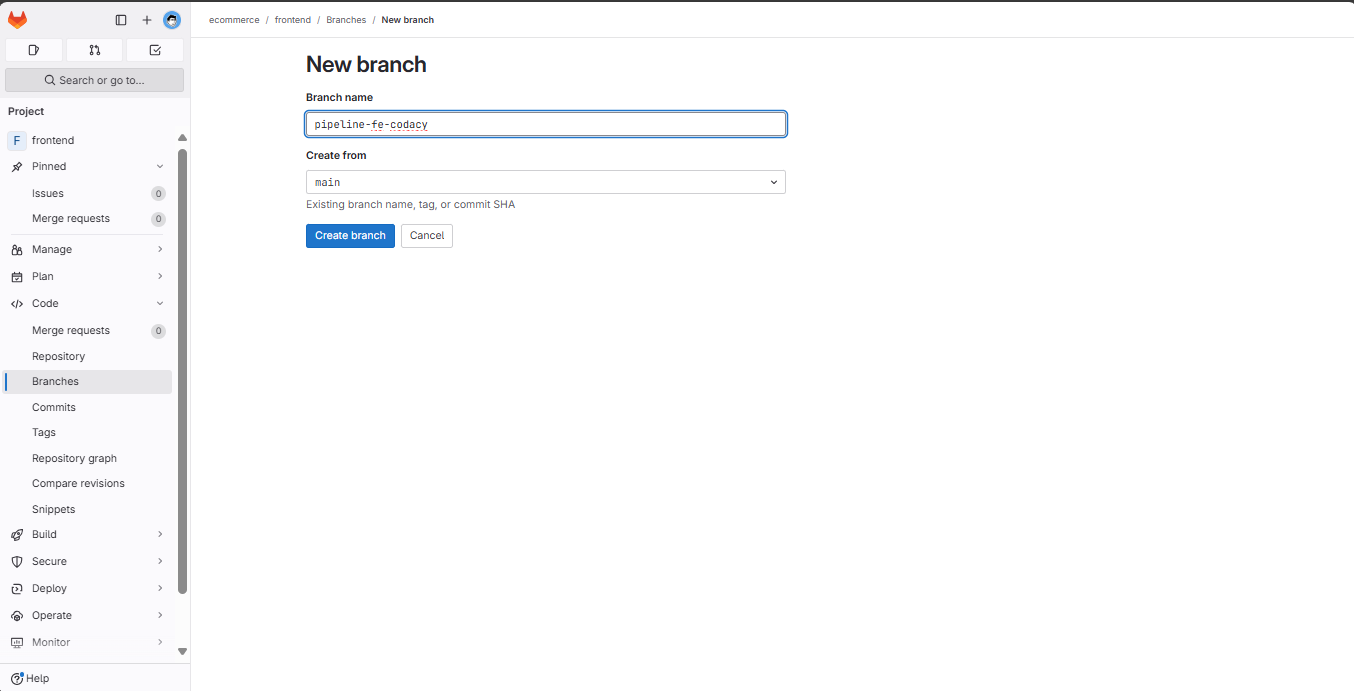 ecommerce / frontend / Branches / New branch
Search or go to...
Project
F frontend
Pinned
Issues 0
Merge requests 0
Manage
Plan
Code
Merge requests 0
Repository
Branches
Commits
Tags
Repository graph
Compare revisions
Snippets
Build
Secure
Deploy
Operate
Monitor
Help
New branch
Branch name
pipeline-fe-codacy
Create from
main
Existing branch name, tag, or commit SHA
Create branch Cancel